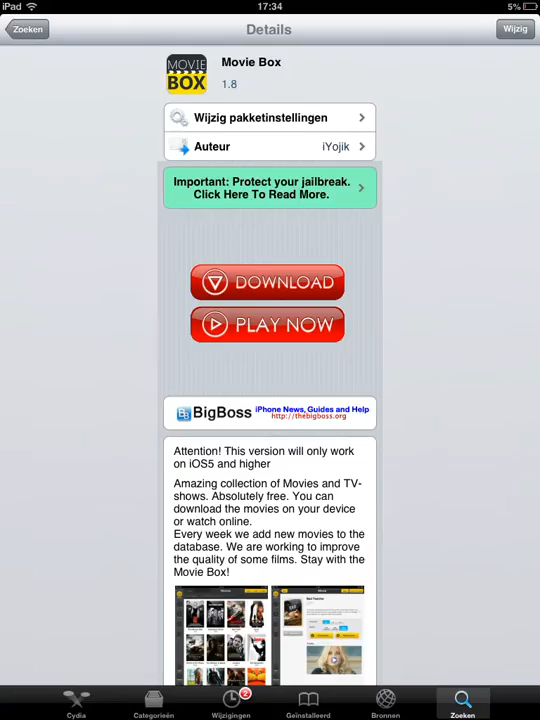 iPad
17:34
5%
Zoeken
Details
Wijzig
MOVIE
BOX
Movie Box
1.8
Wijzig pakketinstellingen
Auteur iYojik
Important: Protect your jailbreak.
Click Here To Read More.
DOWNLOAD
PLAY NOW
BigBoss
iPhone News, Guides and Help
http://thebigboss.org
Attention! This version will only work
on iOS5 and higher
Amazing collection of Movies and TV-
shows. Absolutely free. You can
download the movies on your device
or watch online.
Every week we add new movies to the
database. We are working to improve
the quality of some films. Stay with the
Movie Box!
2
Cydia
Categorieën
Wijzigingen
Geïnstalleerd
Bronnen
Zoeken